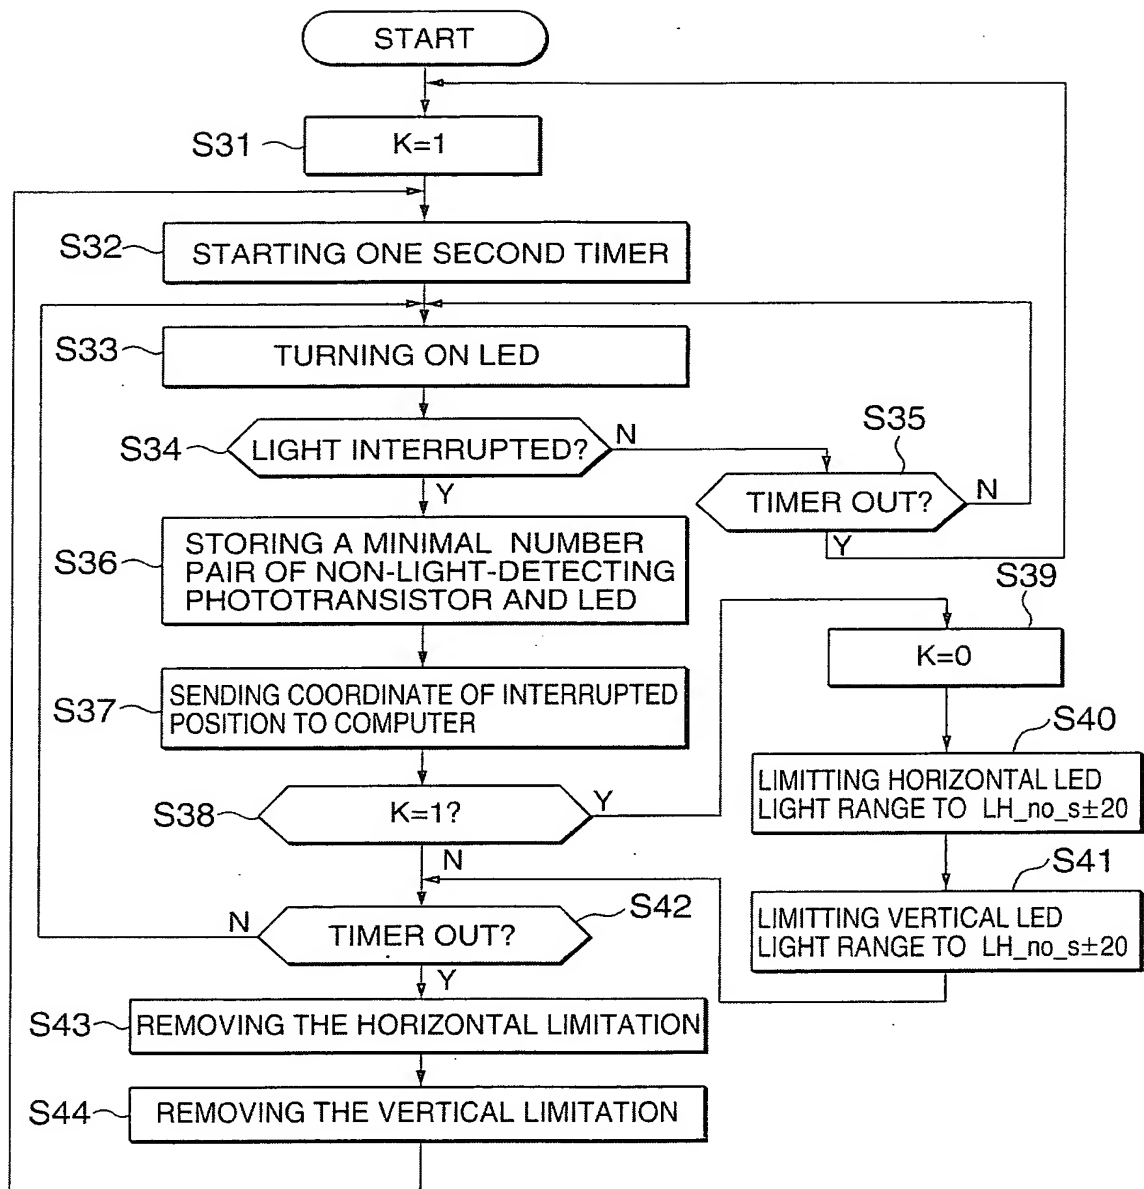 START
S31
K=1
S32
STARTING ONE SECOND TIMER
S33
TURNING ON LED
S34
LIGHT INTERRUPTED?
N
Y
S35
TIMER OUT?
N
Y
S36
STORING A MINIMAL NUMBER
PAIR OF NON-LIGHT-DETECTING
PHOTOTRANSISTOR AND LED
S37
SENDING COORDINATE OF INTERRUPTED
POSITION TO COMPUTER
S38
K=1?
Y
N
S39
K=0
S40
LIMITTING HORIZONTAL LED
LIGHT RANGE TO LH_no_s±20
S41
LIMITTING VERTICAL LED
LIGHT RANGE TO LH_no_s±20
S42
TIMER OUT?
N
Y
S43
REMOVING THE HORIZONTAL LIMITATION
S44
REMOVING THE VERTICAL LIMITATION